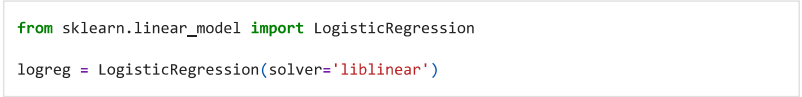 from sklearn.linear_model import LogisticRegression
logreg = LogisticRegression(solver='liblinear')